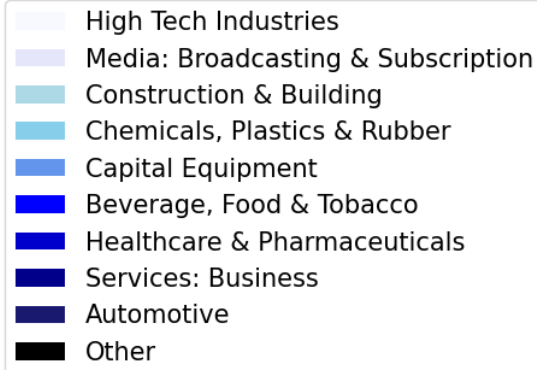 High Tech Industries
Media: Broadcasting & Subscription
Construction & Building
Chemicals, Plastics & Rubber
Capital Equipment
Beverage, Food & Tobacco
Healthcare & Pharmaceuticals
Services: Business
Automotive
Other